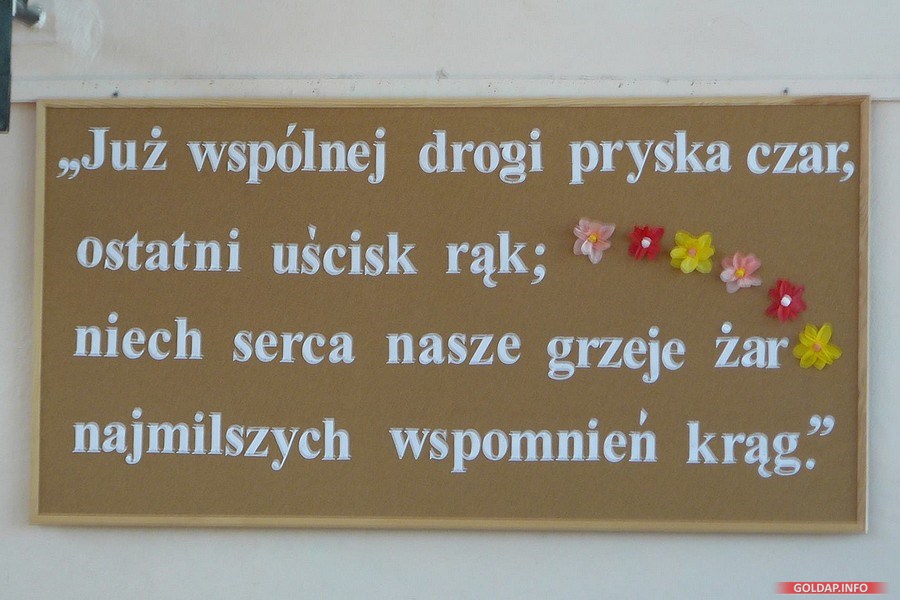 „Już wspólnej drogi pryska czar,
ostatni uścisk rąk;
niech serca nasze grzeje żar
najmilszych wspomnień krąg.”
GOLDAP.INFO